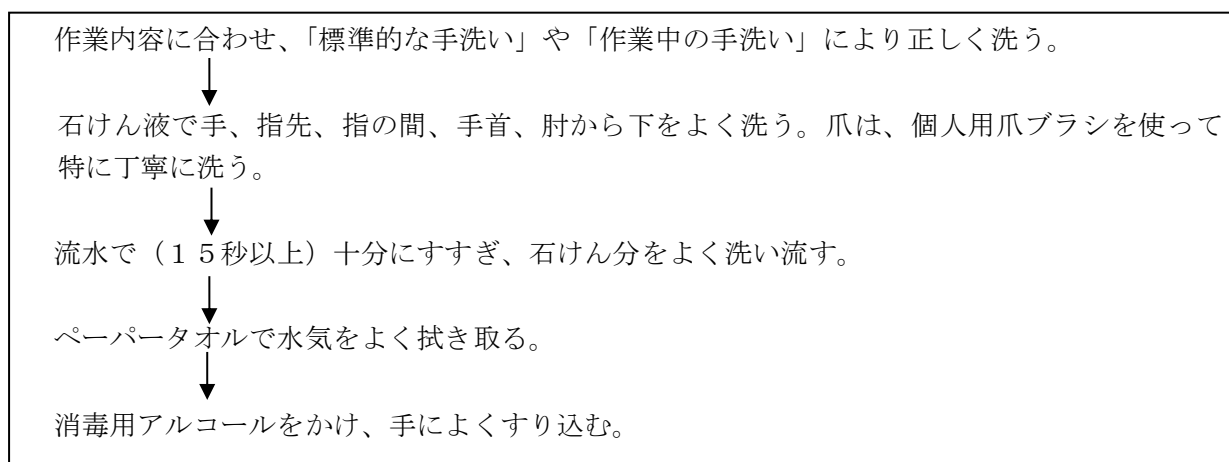 作業内容に合わせ、「標準的な手洗い」や「作業中の手洗い」により正しく洗う。
石けん液で手、指先、指の間、手首、肘から下をよく洗う。爪は、個人用爪ブラシを使って
特に丁寧に洗う。
流水で（１５秒以上）十分にすすぎ、石けん分をよく洗い流す。
ペーパータオルで水気をよく拭き取る。
消毒用アルコールをかけ、手によくすり込む。